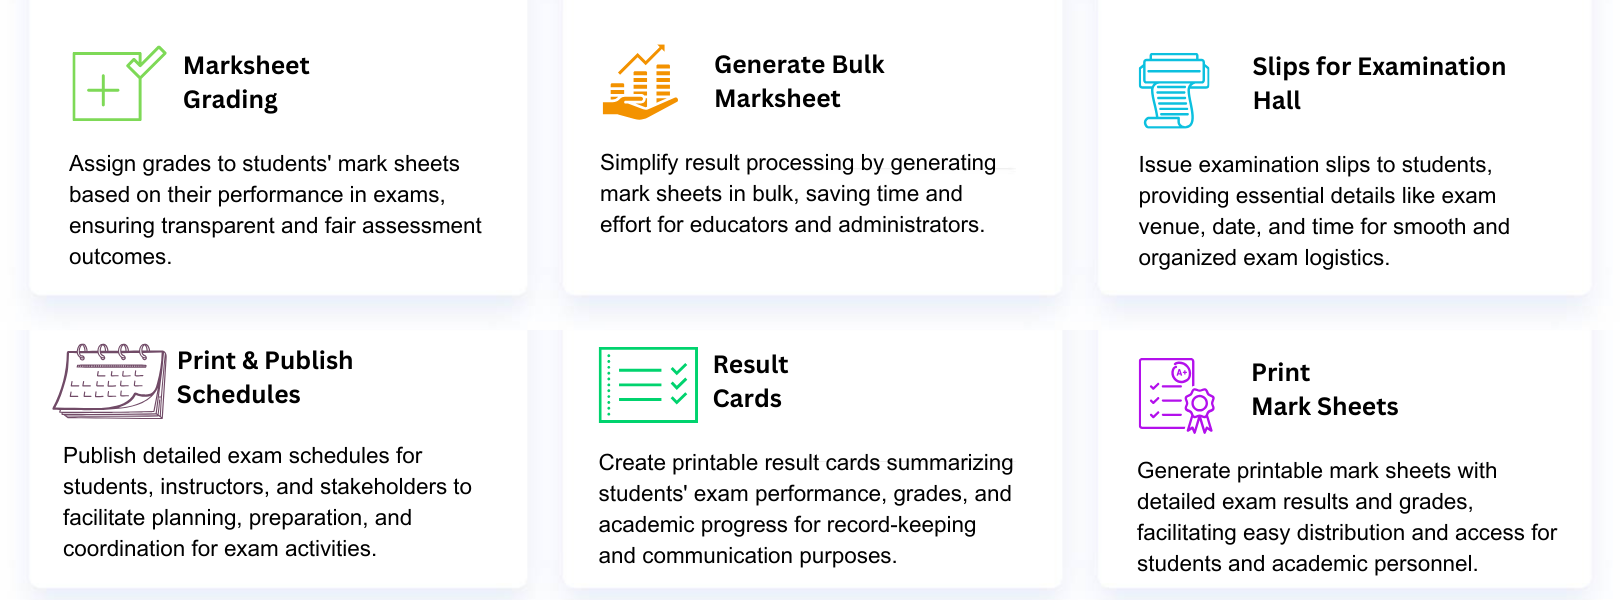 Marksheet
Grading
Assign grades to students' mark sheets
based on their performance in exams,
ensuring transparent and fair assessment
outcomes.
Generate Bulk
Marksheet
Simplify result processing by generating
mark sheets in bulk, saving time and
effort for educators and administrators.
Slips for Examination
Hall
Issue examination slips to students,
providing essential details like exam
venue, date, and time for smooth and
organized exam logistics.
Print & Publish
Schedules
Publish detailed exam schedules for
students, instructors, and stakeholders to
facilitate planning, preparation, and
coordination for exam activities.
Result
Cards
Create printable result cards summarizing
students' exam performance, grades, and
academic progress for record-keeping
and communication purposes.
A+
Print
Mark Sheets
Generate printable mark sheets with
detailed exam results and grades,
facilitating easy distribution and access for
students and academic personnel.